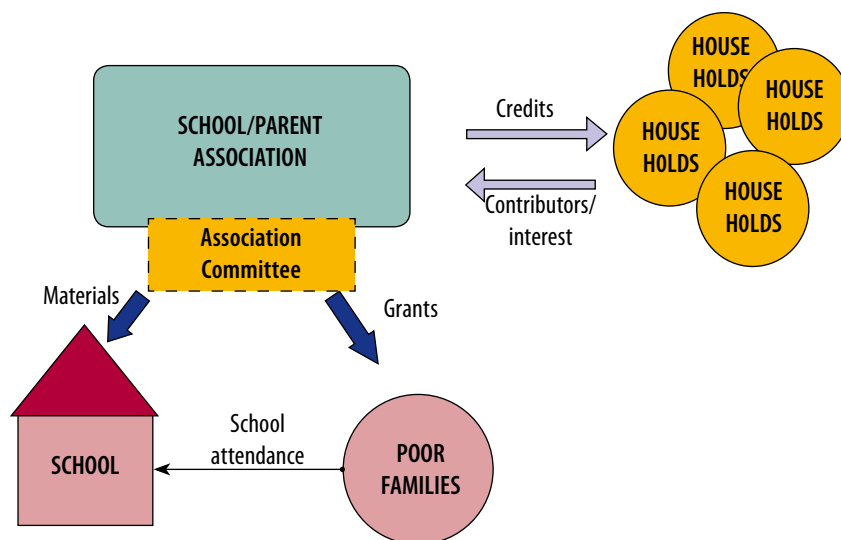 SCHOOL/PARENT
ASSOCIATION
Association
Committee
Credits
Contributors/
interest
HOUSE
HOLDS
HOUSE
HOLDS
HOUSE
HOLDS
HOUSE
HOLDS
Materials
Grants
SCHOOL
School
attendance
POOR
FAMILIES